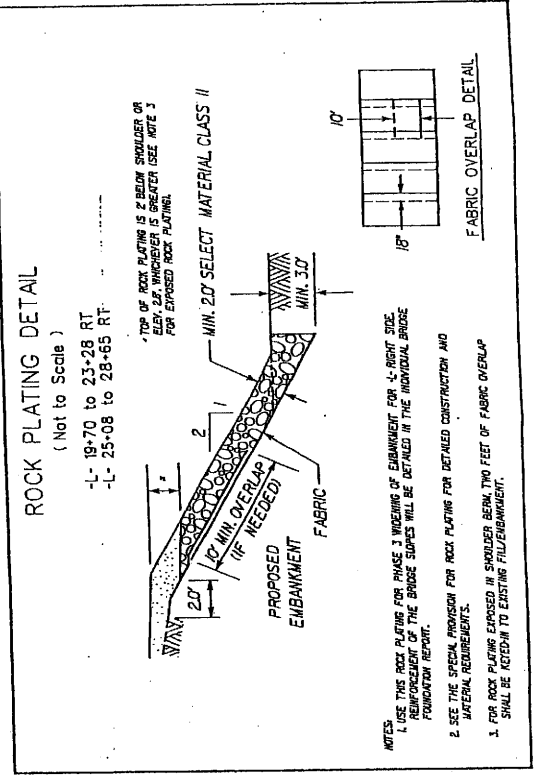 ROCK PLATING DETAIL
( Not to Scale )
-L- 19+70 to 23+28 RT
-L- 25+08 to 28+65 RT
* TOP OF ROCK PLATING IS 2' BELOW SHOULDER OR
ELEV. 2.8', WHICHEVER IS GREATER (SEE NOTE 3
FOR EXPOSED ROCK PLATING).
MIN. 2.0' SELECT MATERIAL CLASS II
2
1
*
2.0'
10' MIN. OVERLAP
(IF NEEDED)
PROPOSED
EMBANKMENT
FABRIC
MIN. 3.0'
10'
18"
FABRIC OVERLAP DETAIL
NOTES:
1. USE THIS ROCK PLATING FOR PHASE 3 WIDENING OF EMBANKMENT FOR -L- RIGHT SIDE.
REINFORCEMENT OF THE BRIDGE SLOPES WILL BE DETAILED IN THE INDIVIDUAL BRIDGE
FOUNDATION REPORT.
2. SEE THE SPECIAL PROVISION FOR ROCK PLATING FOR DETAILED CONSTRUCTION AND
MATERIAL REQUIREMENTS.
3. FOR ROCK PLATING EXPOSED IN SHOULDER BERM, TWO FEET OF FABRIC OVERLAP
SHALL BE KEYED-IN TO EXISTING FILL/EMBANKMENT.